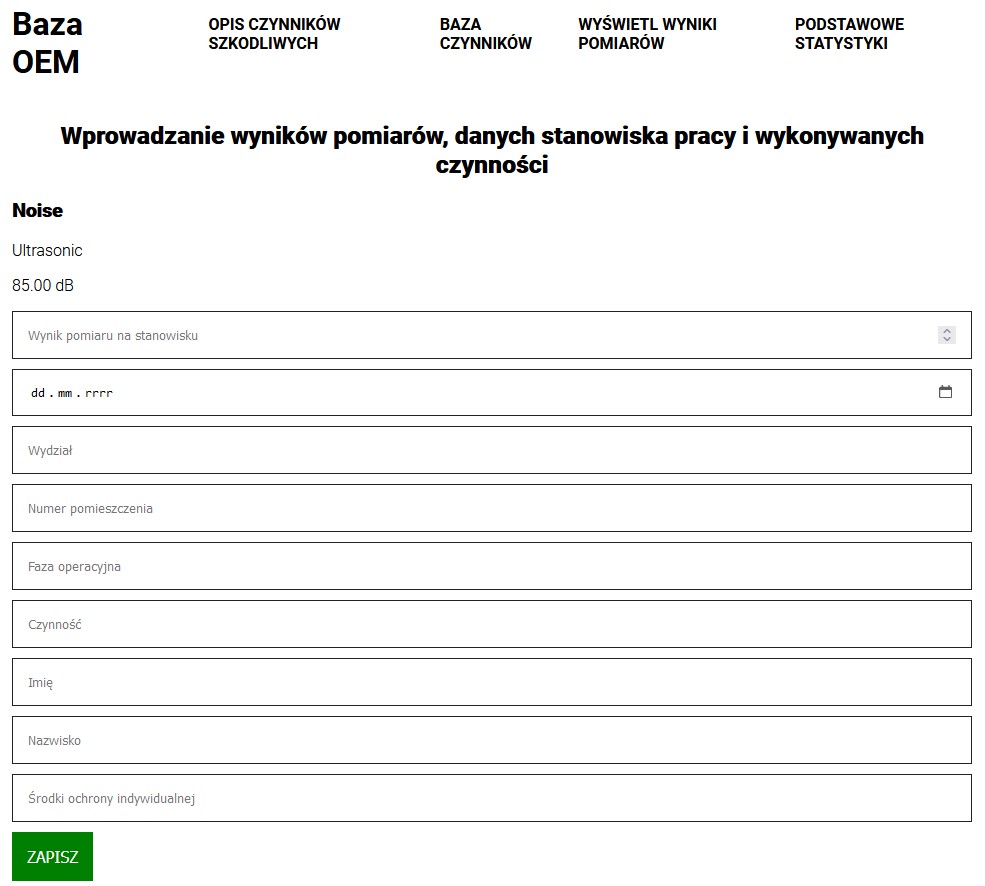 Baza
OEM
OPIS CZYNNIKÓW
SZKODLIWYCH
BAZA
CZYNNIKÓW
WYŚWIETL WYNIKI
POMIARÓW
PODSTAWOWE
STATYSTYKI
Wprowadzanie wyników pomiarów, danych stanowiska pracy i wykonywanych
czynności
Noise
Ultrasonic
85.00 dB
Wynik pomiaru na stanowisku
dd.mm.rrrr
Wydział
Numer pomieszczenia
Faza operacyjna
Czynność
Imię
Nazwisko
Środki ochrony indywidualnej
ZAPISZ